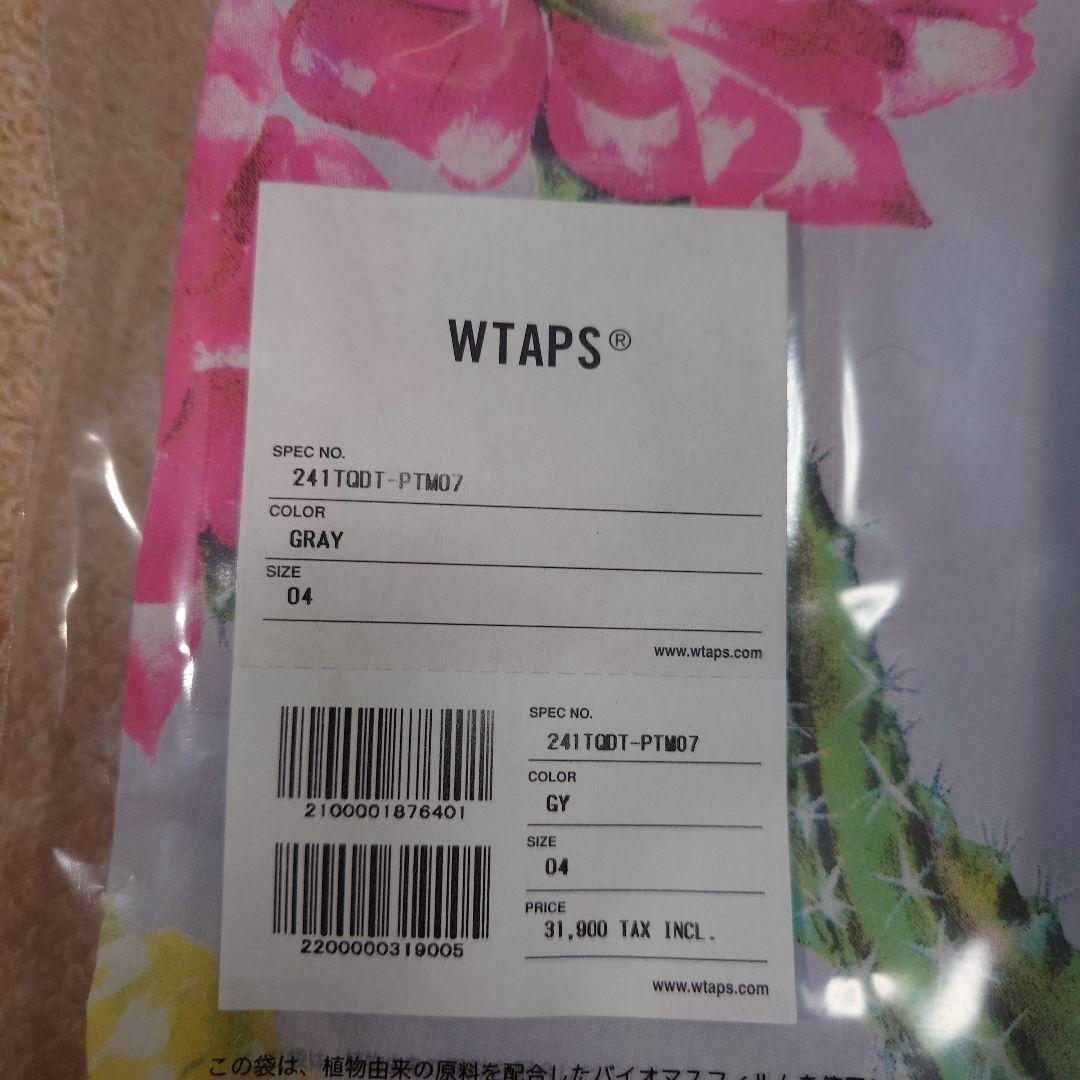 WTAPS®
SPEC NO.
241TQDT-PTM07
COLOR
GRAY
SIZE
04
www.wtaps.com
SPEC NO.
241TQDT-PTM07
COLOR
GY
SIZE
04
PRICE
31,900 TAX INCL.
www.wtaps.com
2100001876401
2200000319005
この袋は、植物由来の原料を配合したバイオマスフィルムを使用